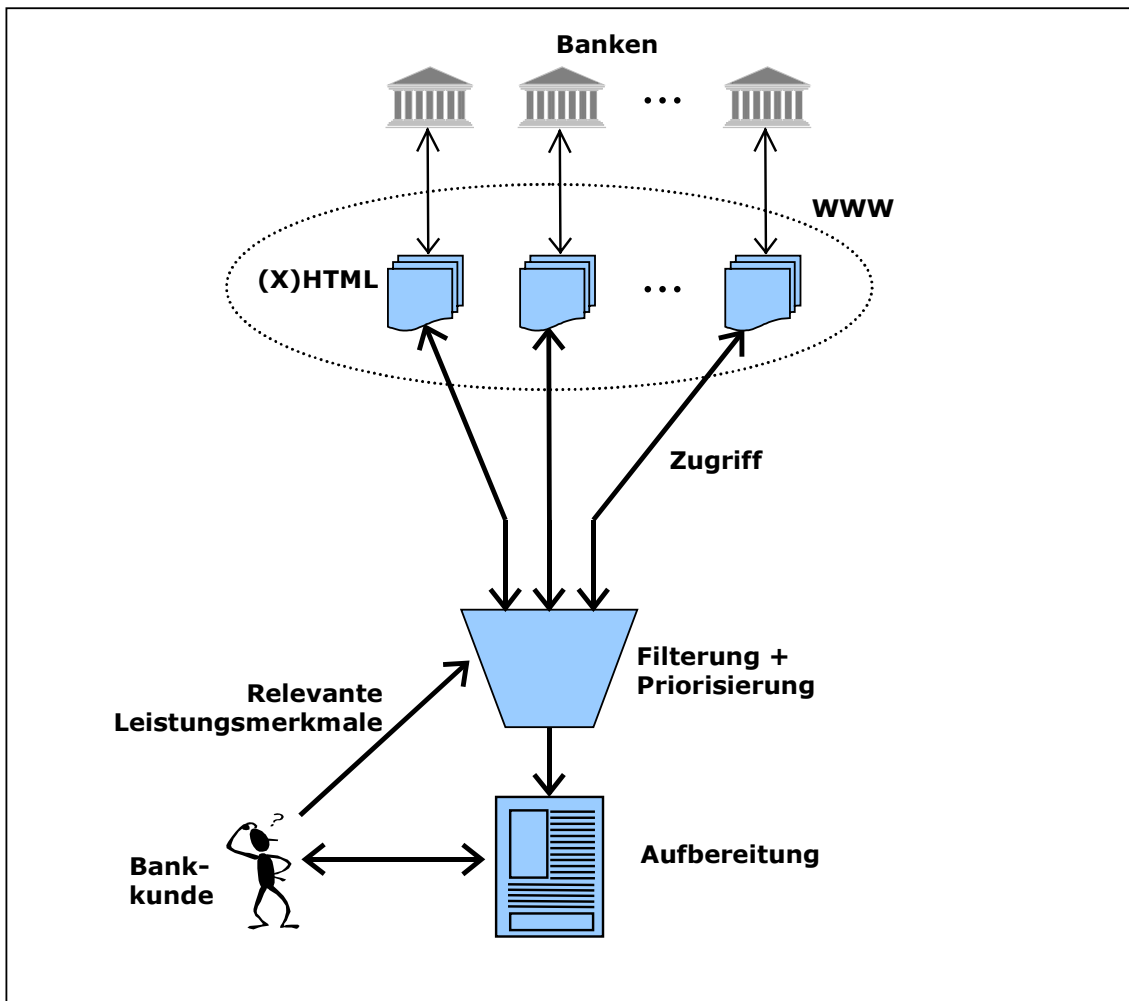 Banken
...
WWW
(X)HTML
...
Zugriff
Filterung +
Priorisierung
Relevante
Leistungsmerkmale
?
Bank-
kunde
Aufbereitung